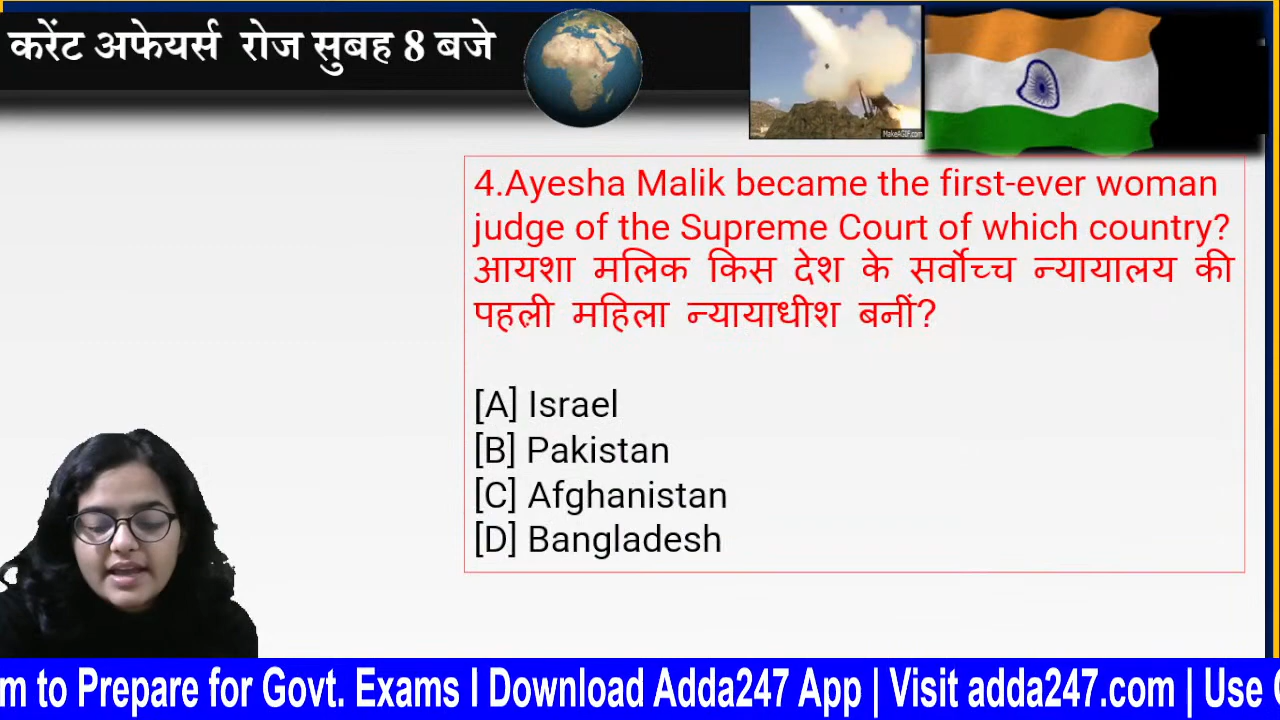 करेंट अफेयर्स रोज सुबह 8 बजे
MakeAGIF.com
4.Ayesha Malik became the first-ever woman
judge of the Supreme Court of which country?
आयशा मलिक किस देश के सर्वोच्च न्यायालय की
पहली महिला न्यायाधीश बनीं?
[A] Israel
[B] Pakistan
[C] Afghanistan
[D] Bangladesh
m to Prepare for Govt. Exams I Download Adda247 App | Visit adda247.com | Use